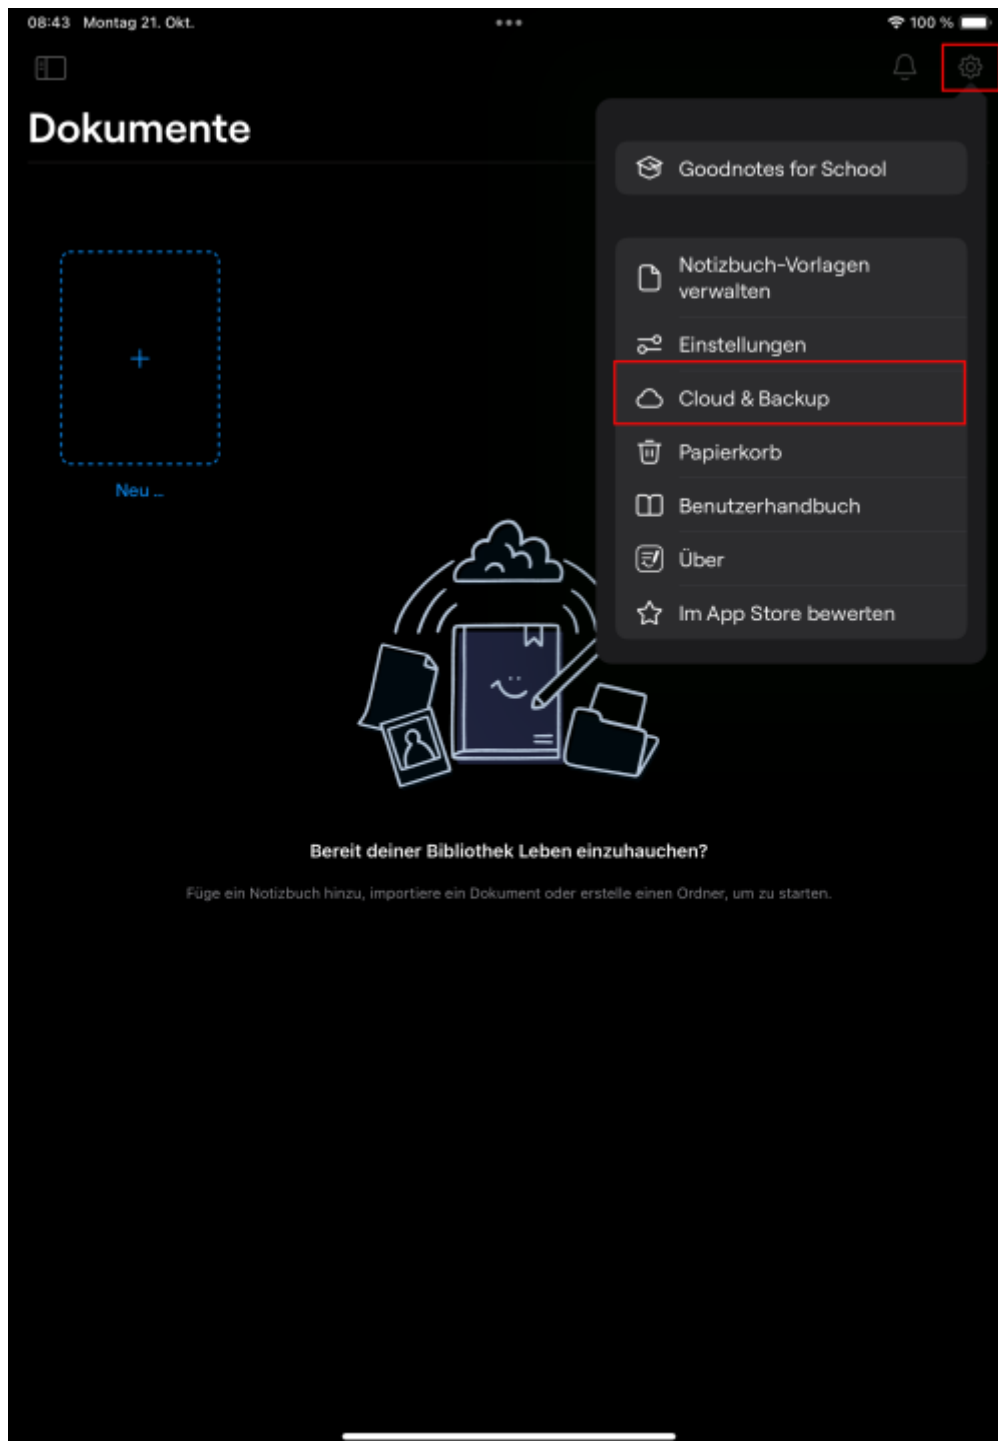 08:43 Montag 21. Okt.
100 %
Dokumente
Goodnotes for School
Notizbuch-Vorlagen
verwalten
Einstellungen
Cloud & Backup
Papierkorb
Benutzerhandbuch
Über
Im App Store bewerten
Neu ...
Bereit deiner Bibliothek Leben einzuhauchen?
Füge ein Notizbuch hinzu, importiere ein Dokument oder erstelle einen Ordner, um zu starten.